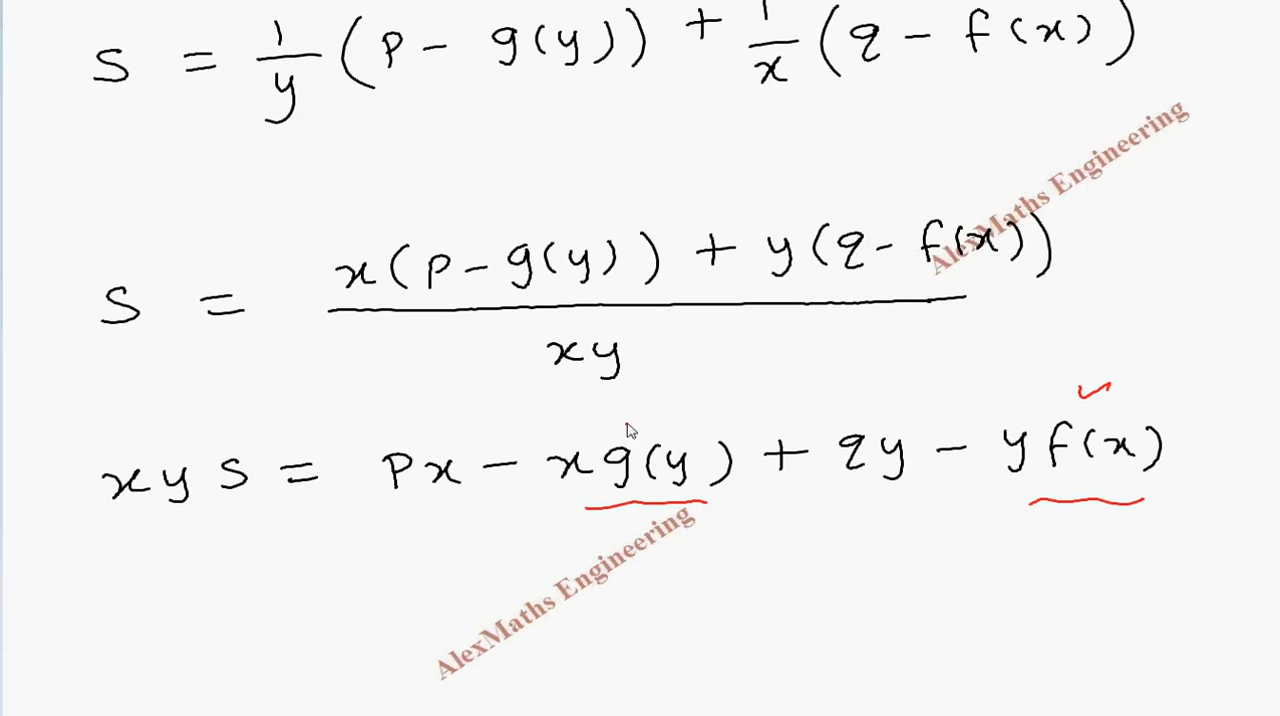 S = 1/y (p - g(y)) + 1/x (q - f(x))
AlexMaths Engineering
S = x(p - g(y)) + y(q - f(x)) / xy
xys = px - xg(y) + qy - yf(x)
AlexMaths Engineering